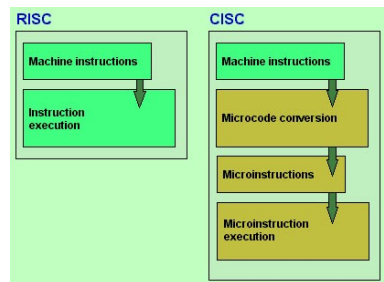 RISC
Machine instructions
Instruction
execution
CISC
Machine instructions
Microcode conversion
Microinstructions
Microinstruction
execution